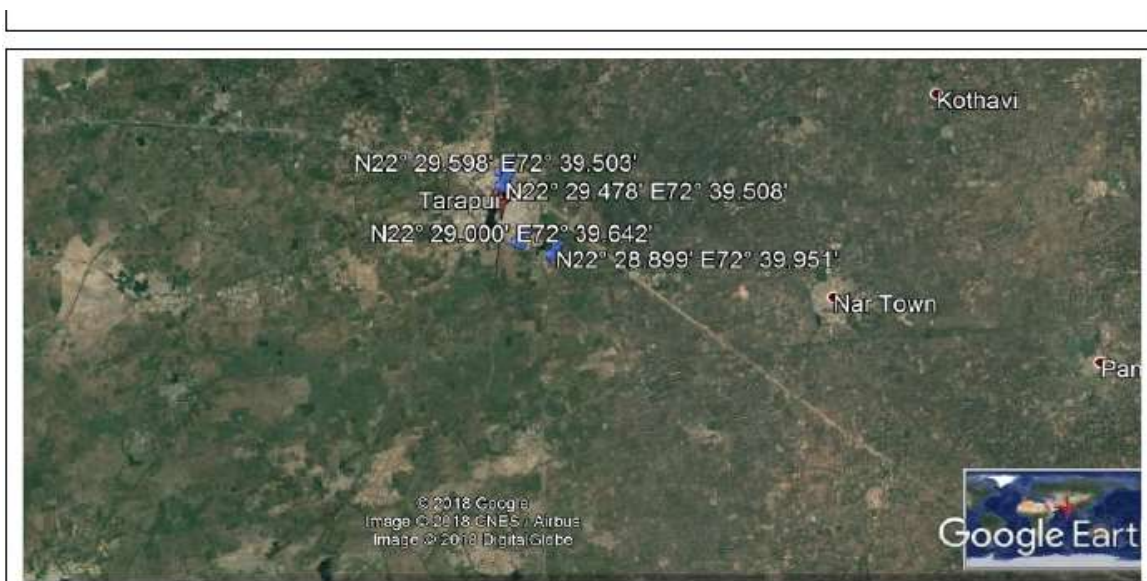 Kothavi
N22° 29.598' E72° 39.503'
N22° 29.478' E72° 39.508'
Tarapur
N22° 29.000' E72° 39.642'
N22° 28.899' E72° 39.951'
Nar Town
Pan
© 2018 Google
Image © 2018 CNES / Airbus
Image © 2018 DigitalGlobe
Google Eart